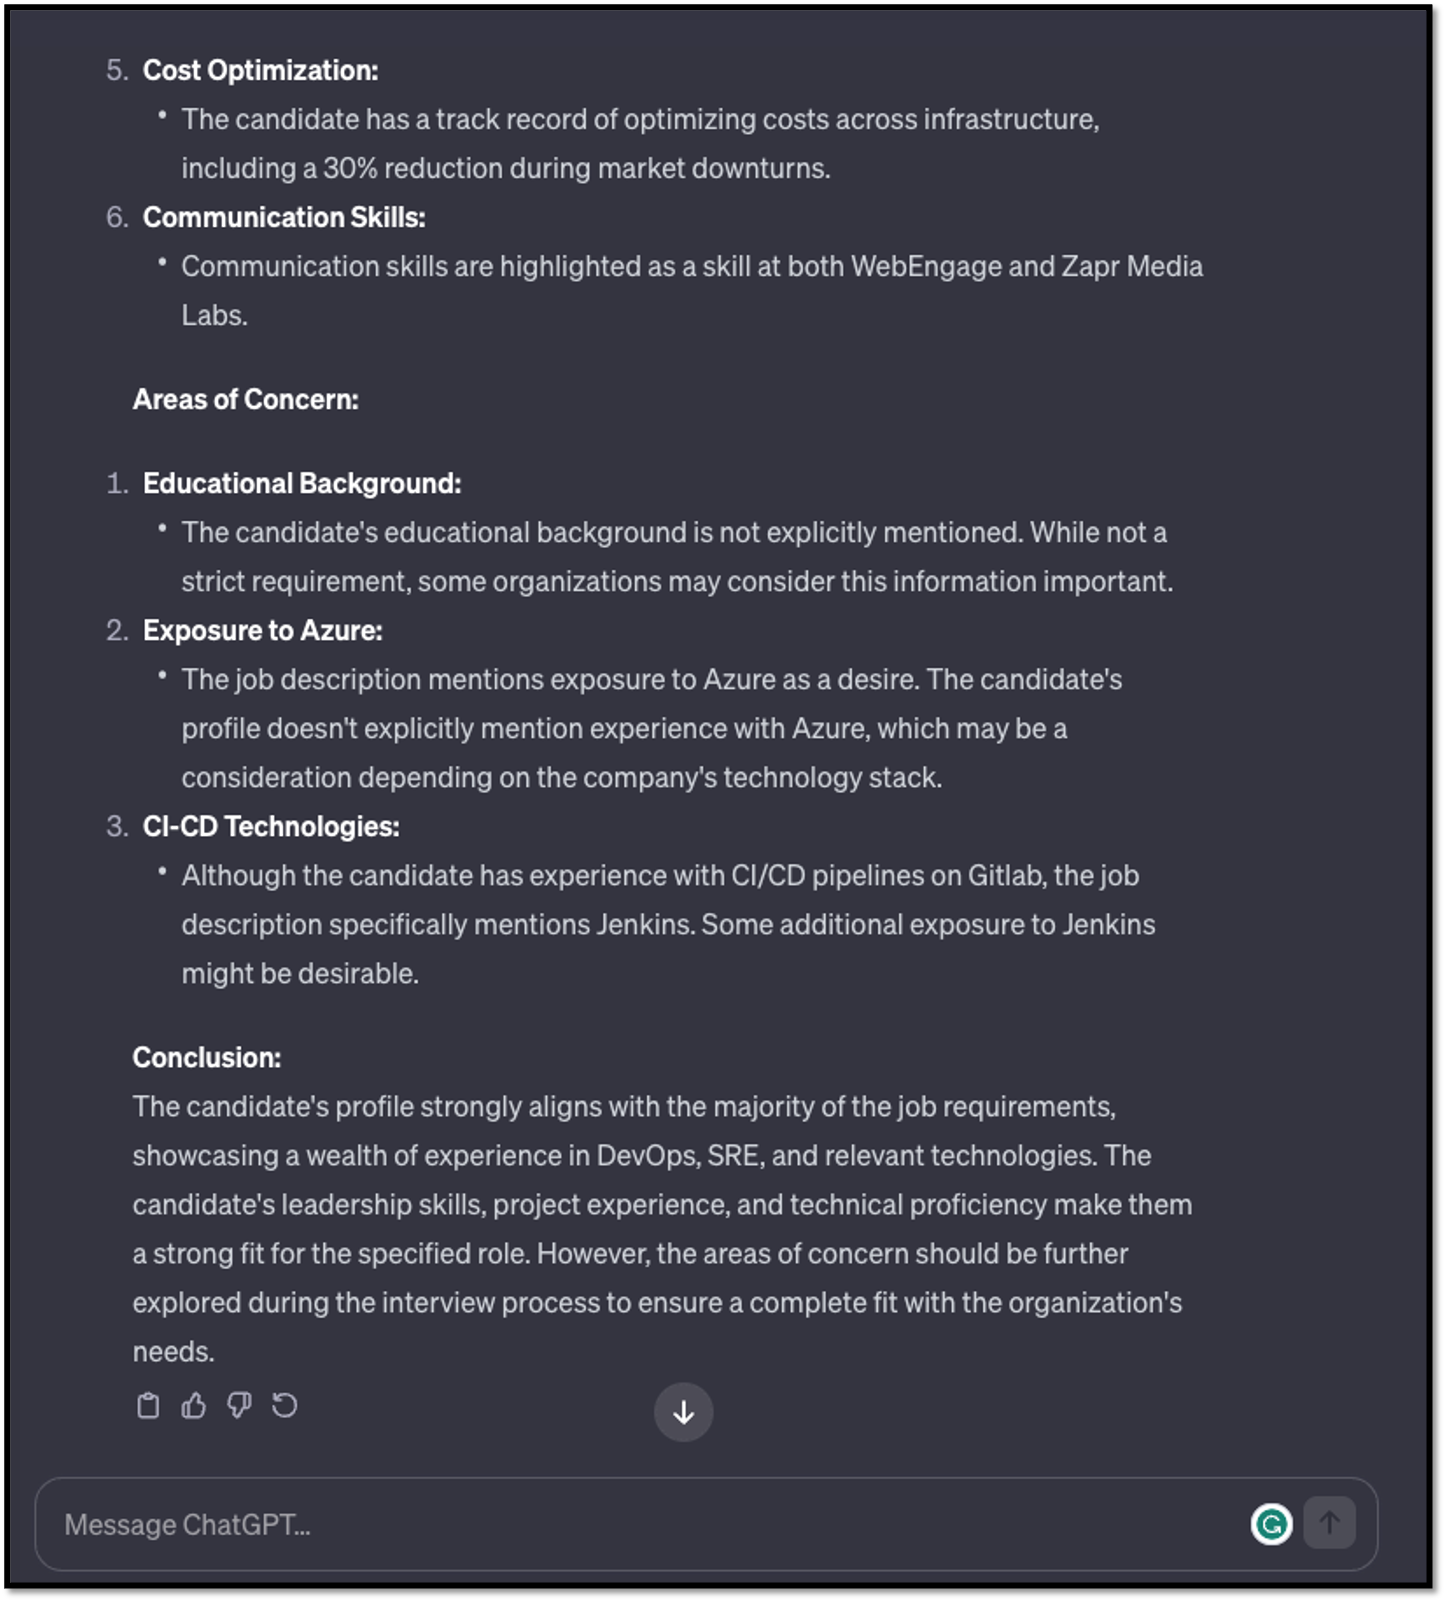 5. Cost Optimization:
• The candidate has a track record of optimizing costs across infrastructure,
including a 30% reduction during market downturns.
6. Communication Skills:
• Communication skills are highlighted as a skill at both WebEngage and Zapr Media
Labs.
Areas of Concern:
1. Educational Background:
• The candidate's educational background is not explicitly mentioned. While not a
strict requirement, some organizations may consider this information important.
2. Exposure to Azure:
• The job description mentions exposure to Azure as a desire. The candidate's
profile doesn't explicitly mention experience with Azure, which may be a
consideration depending on the company's technology stack.
3. CI-CD Technologies:
• Although the candidate has experience with CI/CD pipelines on Gitlab, the job
description specifically mentions Jenkins. Some additional exposure to Jenkins
might be desirable.
Conclusion:
The candidate's profile strongly aligns with the majority of the job requirements,
showcasing a wealth of experience in DevOps, SRE, and relevant technologies. The
candidate's leadership skills, project experience, and technical proficiency make them
a strong fit for the specified role. However, the areas of concern should be further
explored during the interview process to ensure a complete fit with the organization's
needs.
Message ChatGPT...